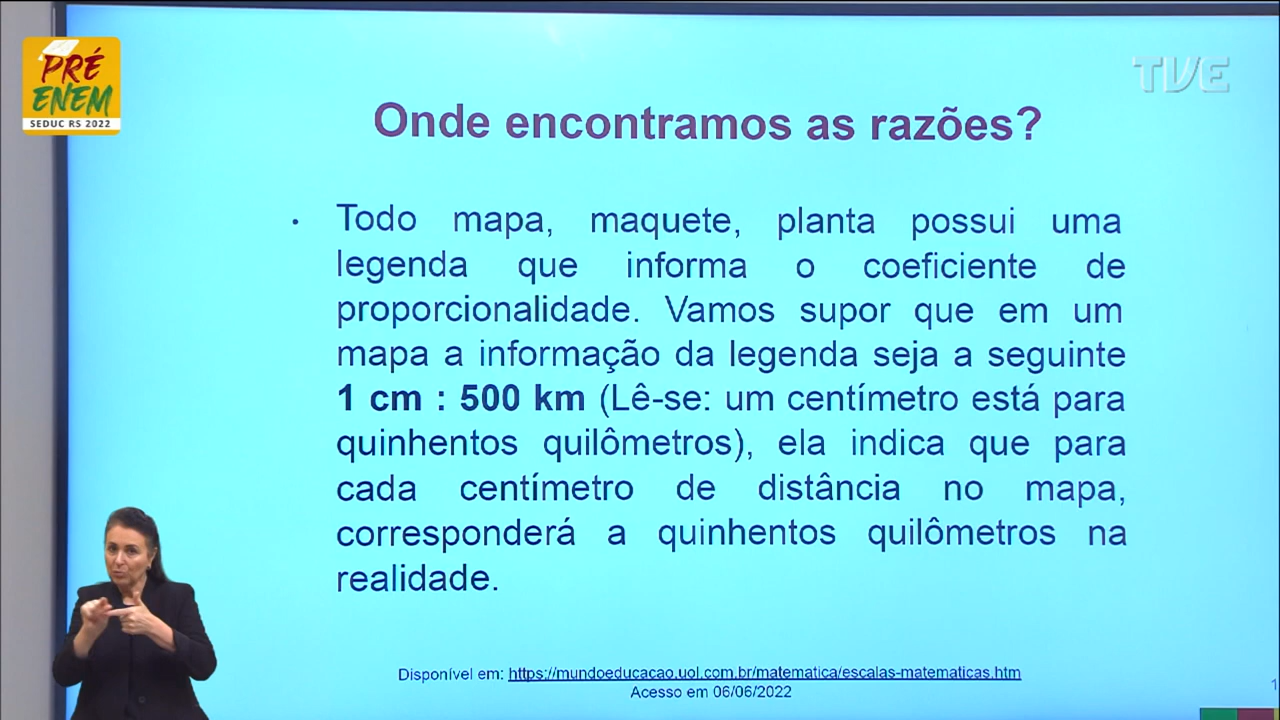 PRÉ
ENEM
SEDUC RS 2022
TVE
Onde encontramos as razões?
• Todo mapa, maquete, planta possui uma
legenda que informa o coeficiente de
proporcionalidade. Vamos supor que em um
mapa a informação da legenda seja a seguinte
1 cm : 500 km (Lê-se: um centímetro está para
quinhentos quilômetros), ela indica que para
cada centímetro de distância no mapa,
corresponderá a quinhentos quilômetros na
realidade.
Disponível em: https://mundoeducacao.uol.com.br/matematica/escalas-matematicas.htm
Acesso em 06/06/2022